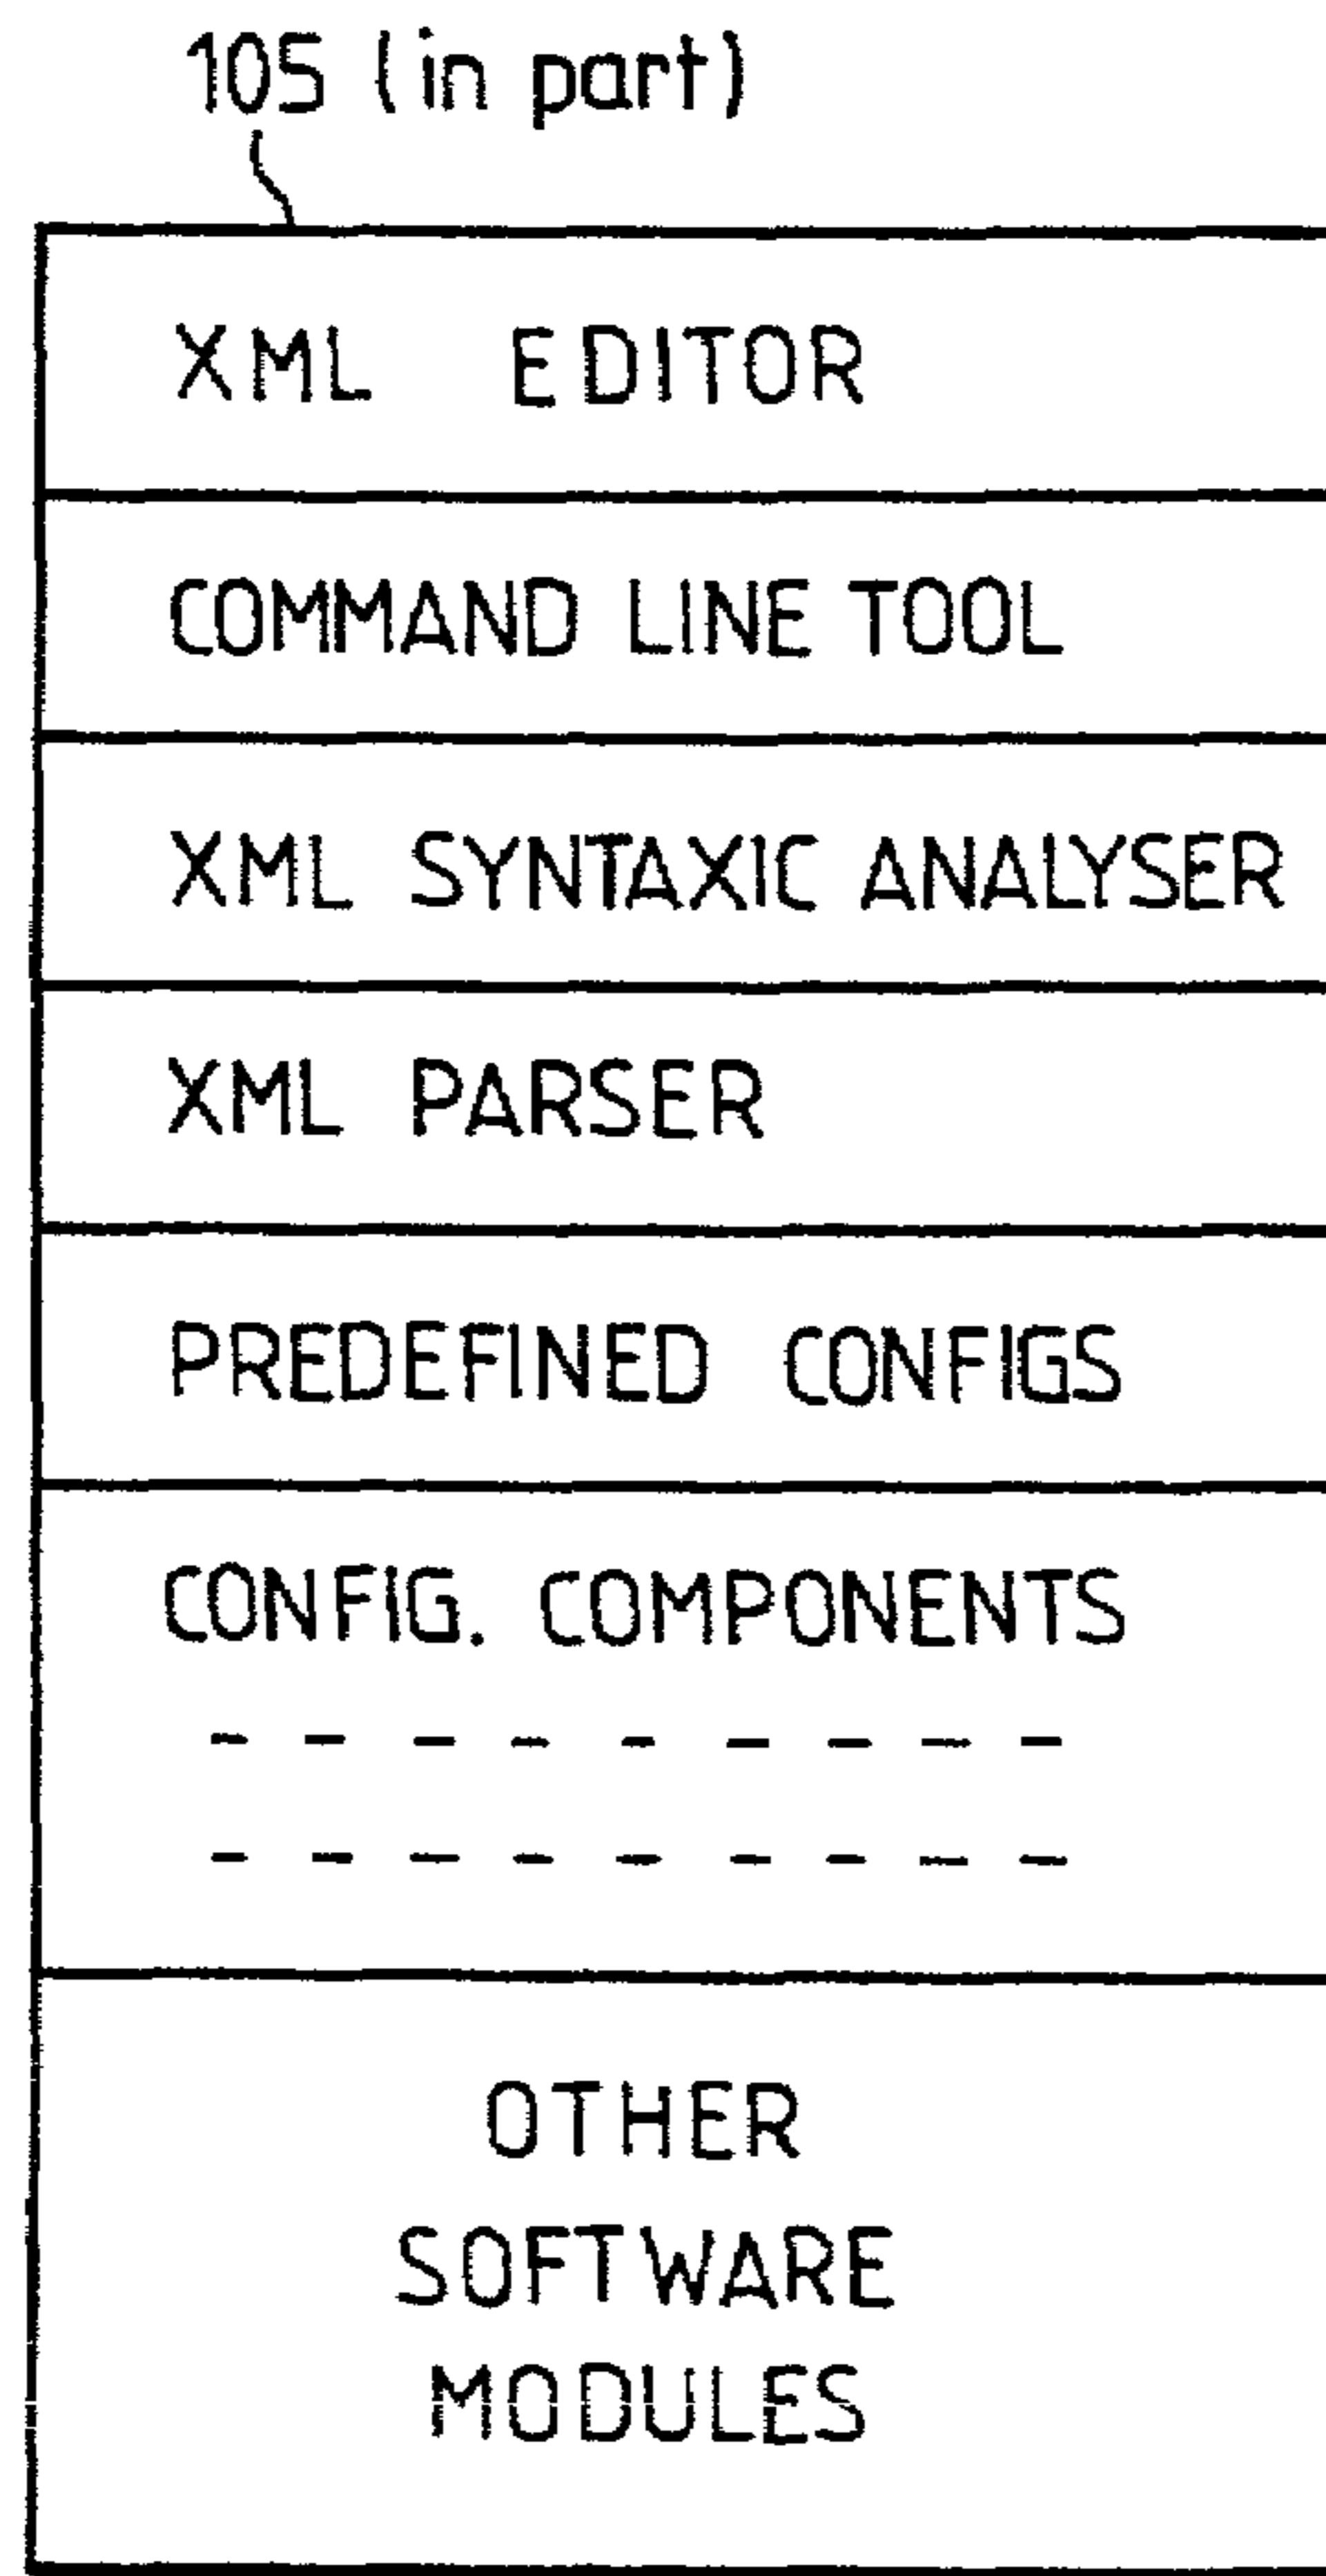 105 (in part)
XML EDITOR
COMMAND LINE TOOL
XML SYNTAXIC ANALYSER
XML PARSER
PREDEFINED CONFIGS
CONFIG. COMPONENTS
- - - - - - - - -
- - - - - - - - -
OTHER
SOFTWARE
MODULES